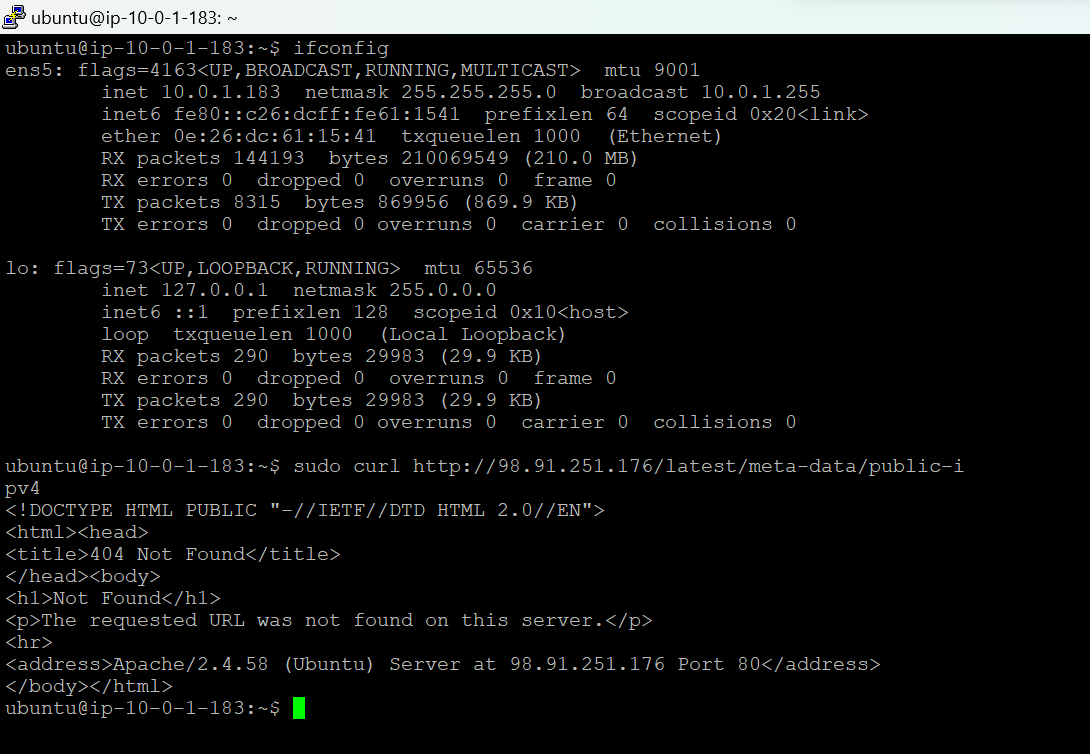 ubuntu@ip-10-0-1-183: ~
ubuntu@ip-10-0-1-183:~$ ifconfig
ens5: flags=4163<UP,BROADCAST,RUNNING,MULTICAST>  mtu 9001
        inet 10.0.1.183  netmask 255.255.255.0  broadcast 10.0.1.255
        inet6 fe80::c26:dcff:fe61:1541  prefixlen 64  scopeid 0x20<link>
        ether 0e:26:dc:61:15:41  txqueuelen 1000  (Ethernet)
        RX packets 144193  bytes 210069549 (210.0 MB)
        RX errors 0  dropped 0  overruns 0  frame 0
        TX packets 8315  bytes 869956 (869.9 KB)
        TX errors 0  dropped 0 overruns 0  carrier 0  collisions 0

lo: flags=73<UP,LOOPBACK,RUNNING>  mtu 65536
        inet 127.0.0.1  netmask 255.0.0.0
        inet6 ::1  prefixlen 128  scopeid 0x10<host>
        loop  txqueuelen 1000  (Local Loopback)
        RX packets 290  bytes 29983 (29.9 KB)
        RX errors 0  dropped 0  overruns 0  frame 0
        TX packets 290  bytes 29983 (29.9 KB)
        TX errors 0  dropped 0 overruns 0  carrier 0  collisions 0

ubuntu@ip-10-0-1-183:~$ sudo curl http://98.91.251.176/latest/meta-data/public-i
pv4
<!DOCTYPE HTML PUBLIC "-//IETF//DTD HTML 2.0//EN">
<html><head>
<title>404 Not Found</title>
</head><body>
<h1>Not Found</h1>
<p>The requested URL was not found on this server.</p>
<hr>
<address>Apache/2.4.58 (Ubuntu) Server at 98.91.251.176 Port 80</address>
</body></html>
ubuntu@ip-10-0-1-183:~$